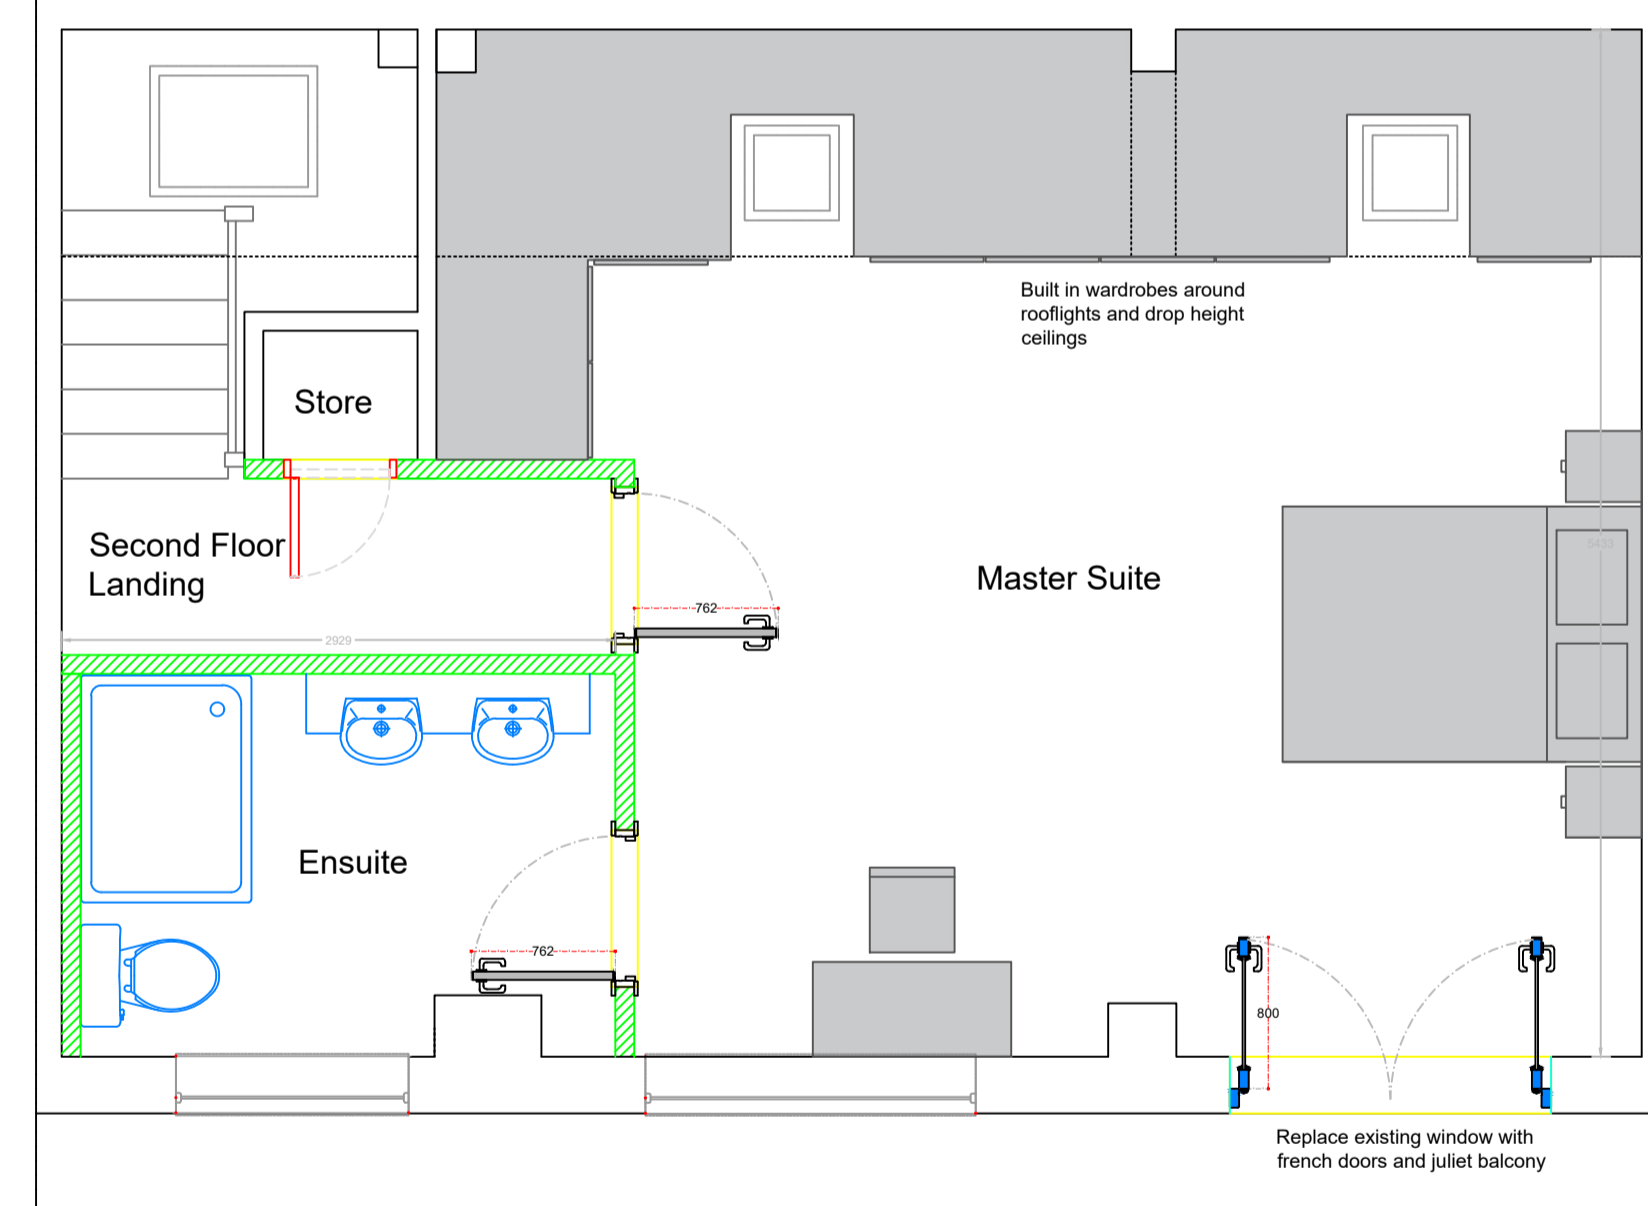 Built in wardrobes around
rooflights and drop height
ceilings
Store
Second Floor
Landing
Master Suite
5433
762
2929
Ensuite
762
800
Replace existing window with
french doors and juliet balcony